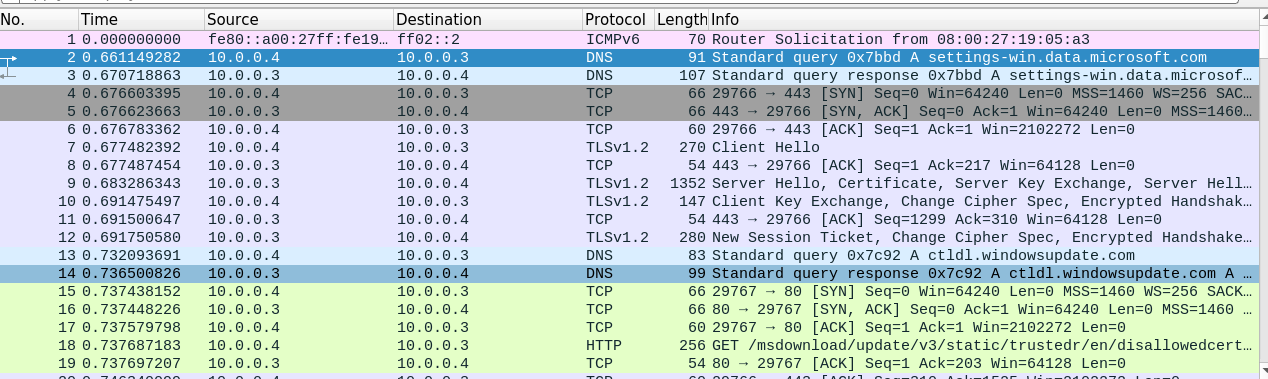 No. Time Source Destination Protocol Length Info
1 0.000000000 fe80::a00:27ff:fe19… ff02::2 ICMPv6 70 Router Solicitation from 08:00:27:19:05:a3
2 0.661149282 10.0.0.4 10.0.0.3 DNS 91 Standard query 0x7bbd A settings-win.data.microsoft.com
3 0.670718863 10.0.0.3 10.0.0.4 DNS 107 Standard query response 0x7bbd A settings-win.data.microsof…
4 0.676603395 10.0.0.4 10.0.0.3 TCP 66 29766 → 443 [SYN] Seq=0 Win=64240 Len=0 MSS=1460 WS=256 SAC…
5 0.676623663 10.0.0.3 10.0.0.4 TCP 66 443 → 29766 [SYN, ACK] Seq=0 Ack=1 Win=64240 Len=0 MSS=1460…
6 0.676783362 10.0.0.4 10.0.0.3 TCP 60 29766 → 443 [ACK] Seq=1 Ack=1 Win=2102272 Len=0
7 0.677482392 10.0.0.4 10.0.0.3 TLSv1.2 270 Client Hello
8 0.677487454 10.0.0.3 10.0.0.4 TCP 54 443 → 29766 [ACK] Seq=1 Ack=217 Win=64128 Len=0
9 0.683286343 10.0.0.3 10.0.0.4 TLSv1.2 1352 Server Hello, Certificate, Server Key Exchange, Server Hell…
10 0.691475497 10.0.0.4 10.0.0.3 TLSv1.2 147 Client Key Exchange, Change Cipher Spec, Encrypted Handshak…
11 0.691500647 10.0.0.3 10.0.0.4 TCP 54 443 → 29766 [ACK] Seq=1299 Ack=310 Win=64128 Len=0
12 0.691750580 10.0.0.3 10.0.0.4 TLSv1.2 280 New Session Ticket, Change Cipher Spec, Encrypted Handshake…
13 0.732093691 10.0.0.4 10.0.0.3 DNS 83 Standard query 0x7c92 A ctldl.windowsupdate.com
14 0.736500826 10.0.0.3 10.0.0.4 DNS 99 Standard query response 0x7c92 A ctldl.windowsupdate.com A …
15 0.737438152 10.0.0.4 10.0.0.3 TCP 66 29767 → 80 [SYN] Seq=0 Win=64240 Len=0 MSS=1460 WS=256 SACK…
16 0.737448226 10.0.0.3 10.0.0.4 TCP 66 80 → 29767 [SYN, ACK] Seq=0 Ack=1 Win=64240 Len=0 MSS=1460 …
17 0.737579798 10.0.0.4 10.0.0.3 TCP 60 29767 → 80 [ACK] Seq=1 Ack=1 Win=2102272 Len=0
18 0.737687183 10.0.0.4 10.0.0.3 HTTP 256 GET /msdownload/update/v3/static/trustedr/en/disallowedcert…
19 0.737697207 10.0.0.3 10.0.0.4 TCP 54 80 → 29767 [ACK] Seq=1 Ack=203 Win=64128 Len=0